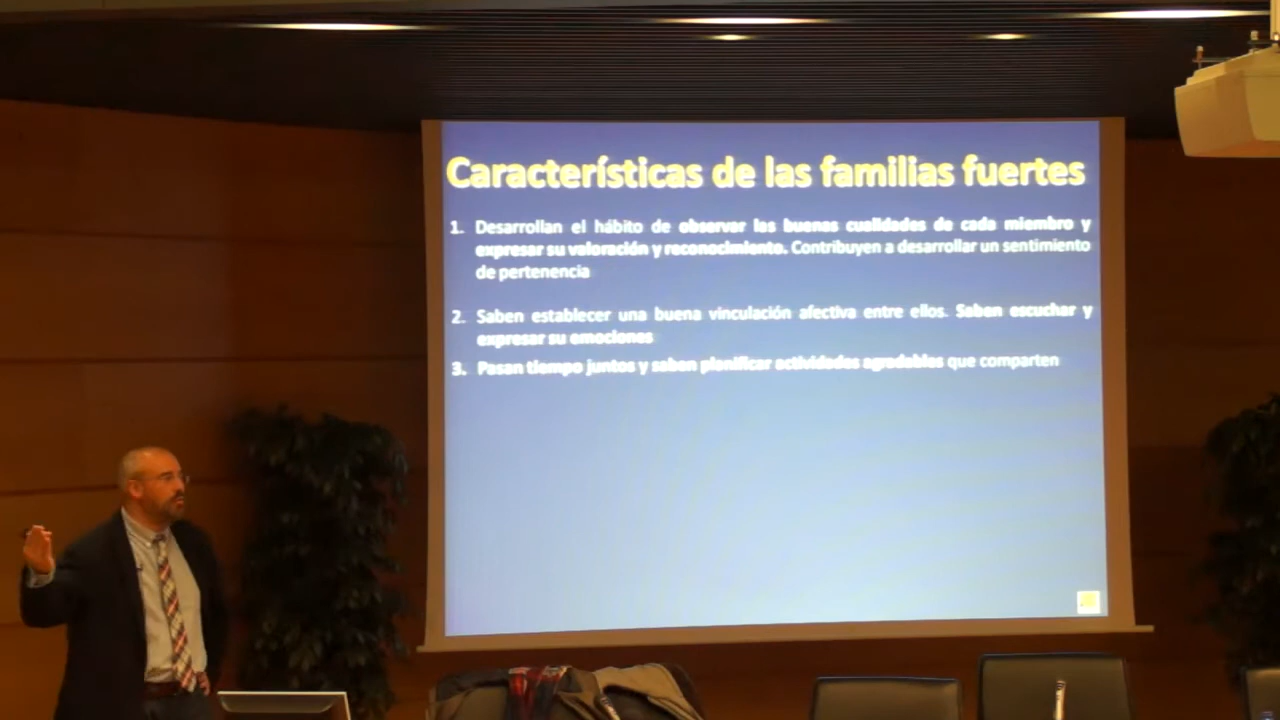 Características de las familias fuertes
1. Desarrollan el hábito de observar las buenas cualidades de cada miembro y
expresar su valoración y reconocimiento. Contribuyen a desarrollar un sentimiento
de pertenencia
2. Saben establecer una buena vinculación afectiva entre ellos. Saben escuchar y
expresar su emociones
3. Pasan tiempo juntos y saben planificar actividades agradables que comparten